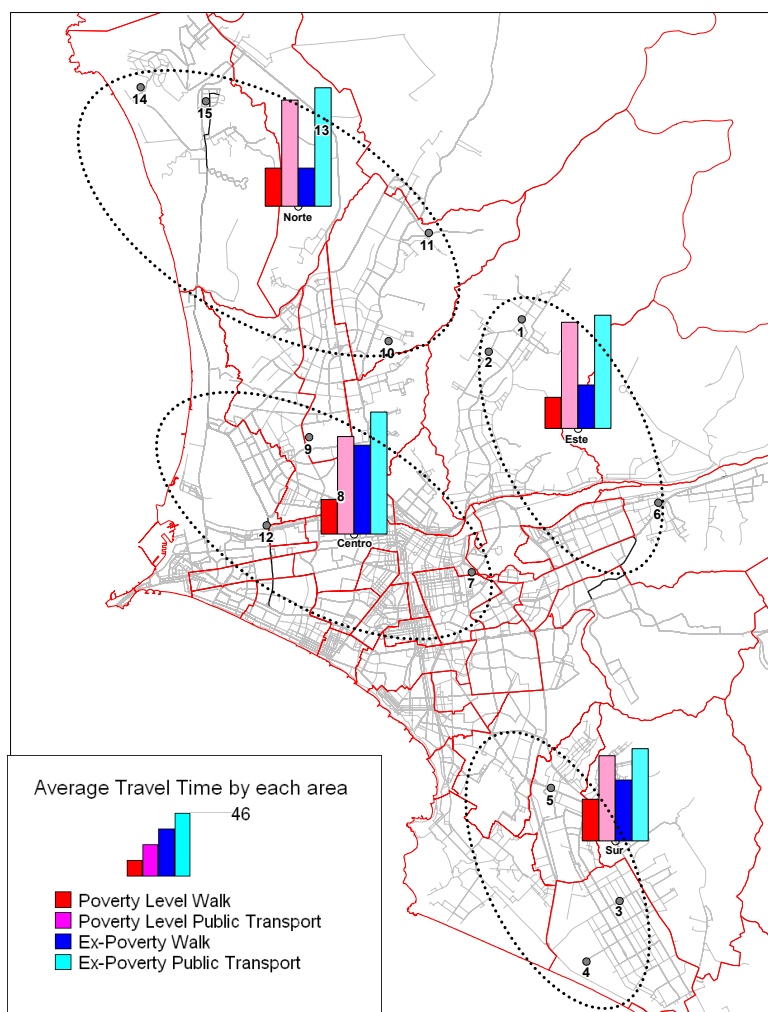 14
15
13
Norte
11
10
1
2
Este
9
8
6
12
Centro
7
5
Sur
3
4
Average Travel Time by each area
46
Poverty Level Walk
Poverty Level Public Transport
Ex-Poverty Walk
Ex-Poverty Public Transport